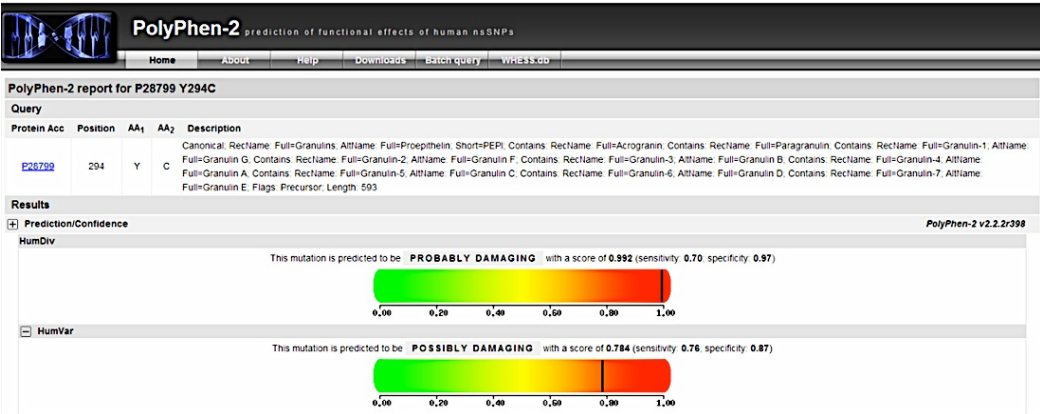 PolyPhen-2 prediction of functional effects of human nsSNPs
Home About Help Downloads Batch query WHESS.db
PolyPhen-2 report for P28799 Y294C
Query
Protein Acc Position AA1 AA2 Description
Canonical; RecName: Full=Granulins; AltName: Full=Proepithelin; Short=PEPI; Contains: RecName: Full=Acrogranin; Contains: RecName: Full=Paragranulin; Contains: RecName: Full=Granulin-1; AltName:
Full=Granulin G; Contains: RecName: Full=Granulin-2; AltName: Full=Granulin F; Contains: RecName: Full=Granulin-3; AltName: Full=Granulin B; Contains: RecName: Full=Granulin-4; AltName:
P28799 294 Y C Full=Granulin A; Contains: RecName: Full=Granulin-5; AltName: Full=Granulin C; Contains: RecName: Full=Granulin-6; AltName: Full=Granulin D; Contains: RecName: Full=Granulin-7; AltName:
Full=Granulin E; Flags: Precursor; Length: 593
Results
+ Prediction/Confidence PolyPhen-2 v2.2.2r398
HumDiv
This mutation is predicted to be PROBABLY DAMAGING with a score of 0.992 (sensitivity: 0.70; specificity: 0.97)
0,00 0,20 0,40 0,60 0,80 1,00
− HumVar
This mutation is predicted to be POSSIBLY DAMAGING with a score of 0.784 (sensitivity: 0.76; specificity: 0.87)
0,00 0,20 0,40 0,60 0,80 1,00